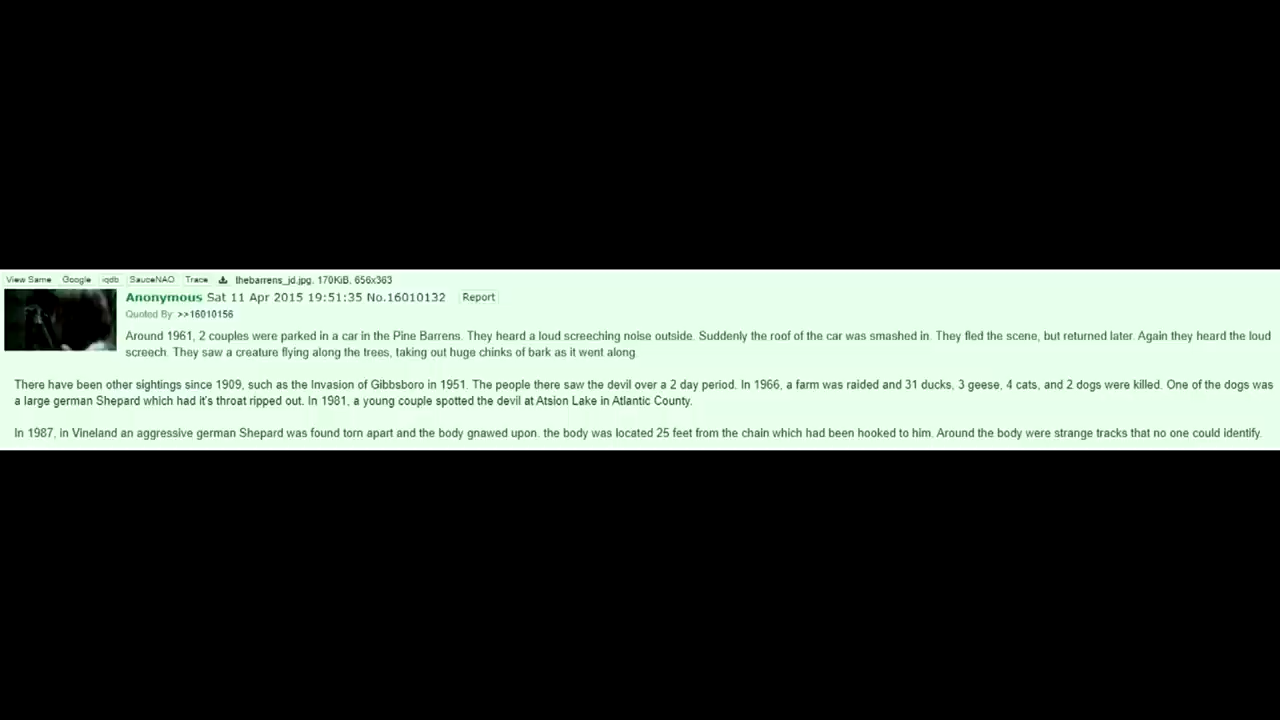 View Same Google iqdb SauceNAO Trace thebarrens_jd.jpg, 170KiB, 656x363
Anonymous Sat 11 Apr 2015 19:51:35 No.16010132 Report
Quoted By: >>16010156
Around 1961, 2 couples were parked in a car in the Pine Barrens. They heard a loud screeching noise outside. Suddenly the roof of the car was smashed in. They fled the scene, but returned later. Again they heard the loud
screech. They saw a creature flying along the trees, taking out huge chinks of bark as it went along
There have been other sightings since 1909, such as the Invasion of Gibbsboro in 1951. The people there saw the devil over a 2 day period. In 1966, a farm was raided and 31 ducks, 3 geese, 4 cats, and 2 dogs were killed. One of the dogs was
a large german Shepard which had it's throat ripped out. In 1981, a young couple spotted the devil at Atsion Lake in Atlantic County.
In 1987, in Vineland an aggressive german Shepard was found torn apart and the body gnawed upon. the body was located 25 feet from the chain which had been hooked to him. Around the body were strange tracks that no one could identify.